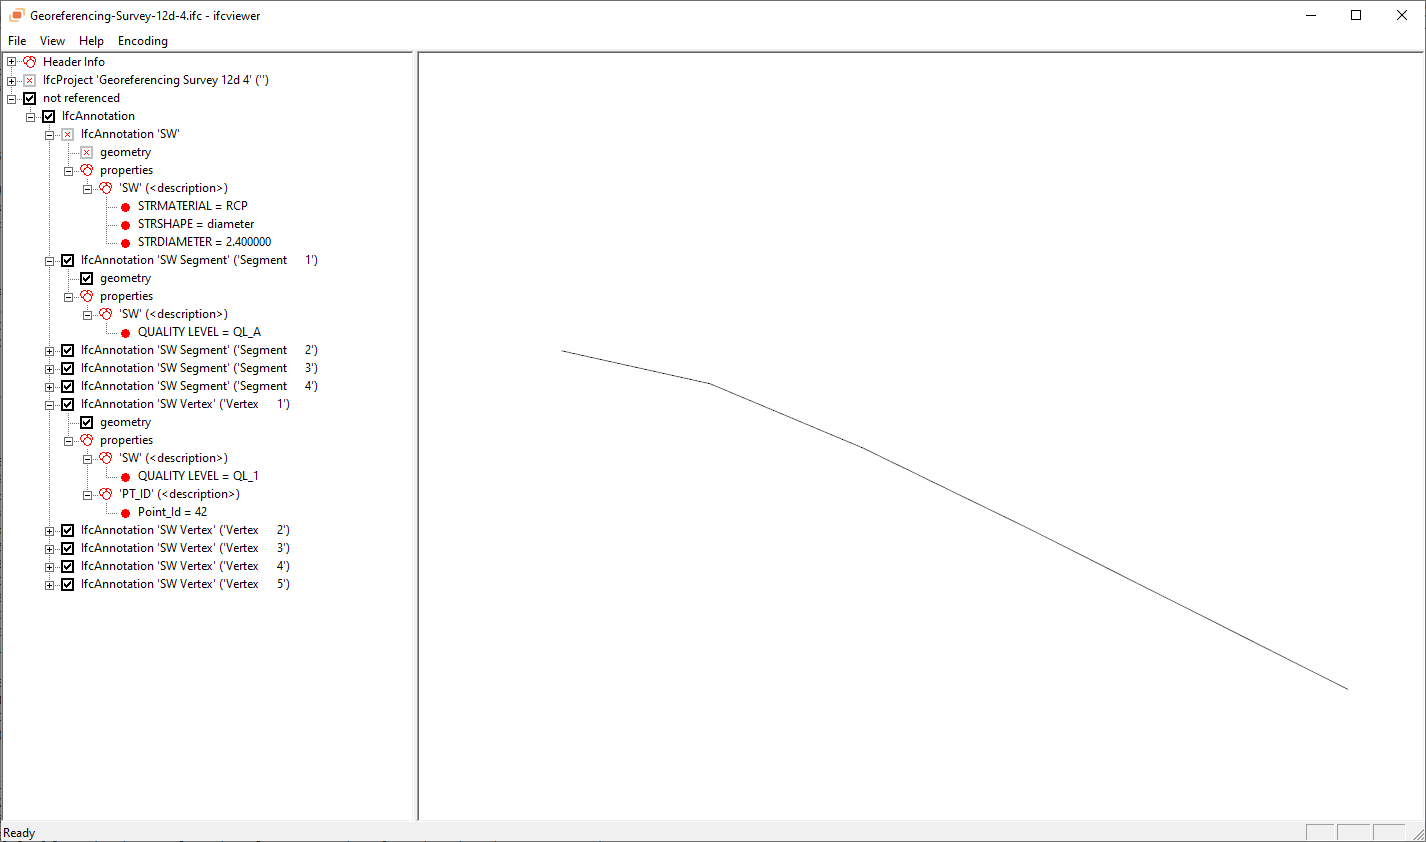 Georeferencing-Survey-12d-4.ifc - ifcviewer
File View Help Encoding
Header Info
IfcProject 'Georeferencing Survey 12d 4' ('')
not referenced
IfcAnnotation
IfcAnnotation 'SW'
geometry
properties
'SW' (<description>)
STRMATERIAL = RCP
STRSHAPE = diameter
STRDIAMETER = 2.400000
IfcAnnotation 'SW Segment' ('Segment 1')
geometry
properties
'SW' (<description>)
QUALITY LEVEL = QL_A
IfcAnnotation 'SW Segment' ('Segment 2')
IfcAnnotation 'SW Segment' ('Segment 3')
IfcAnnotation 'SW Segment' ('Segment 4')
IfcAnnotation 'SW Vertex' ('Vertex 1')
geometry
properties
'SW' (<description>)
QUALITY LEVEL = QL_1
'PT_ID' (<description>)
Point_Id = 42
IfcAnnotation 'SW Vertex' ('Vertex 2')
IfcAnnotation 'SW Vertex' ('Vertex 3')
IfcAnnotation 'SW Vertex' ('Vertex 4')
IfcAnnotation 'SW Vertex' ('Vertex 5')
Ready